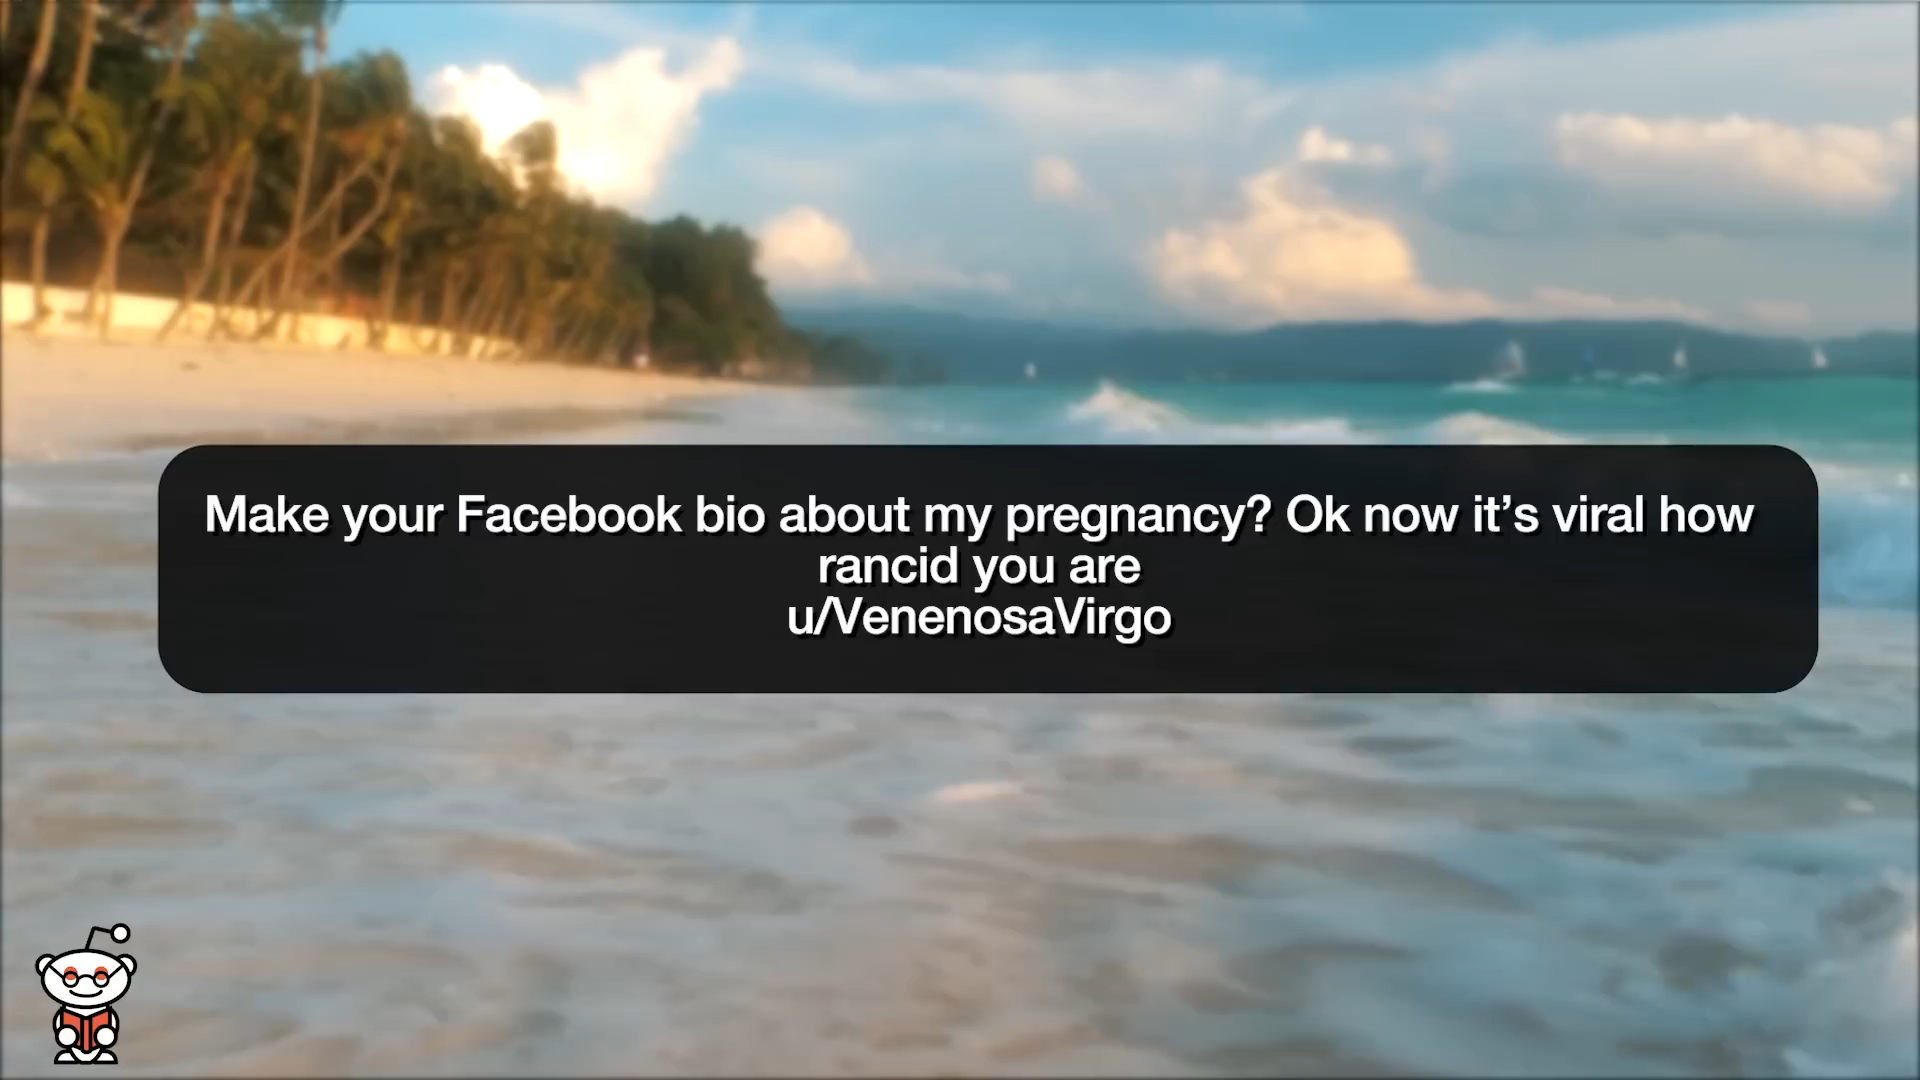 Make your Facebook bio about my pregnancy? Ok now it’s viral how
rancid you are
u/VenenosaVirgo